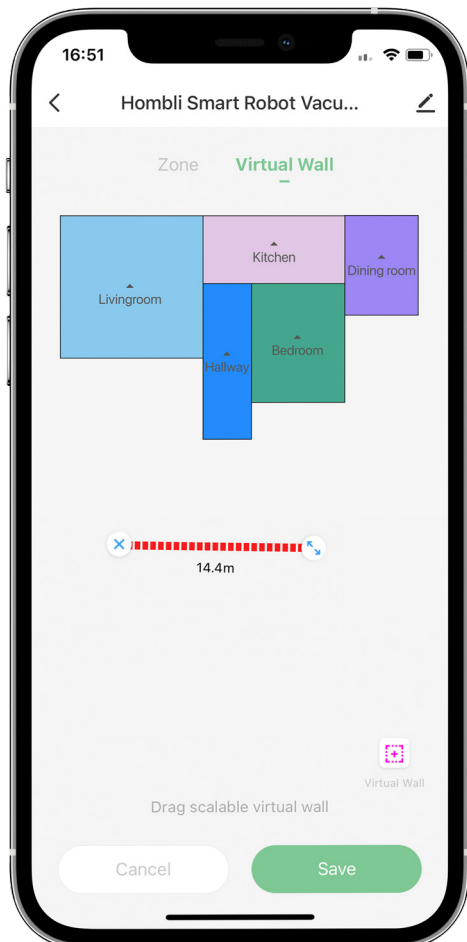 16:51
Hombli Smart Robot Vacu...
Zone Virtual Wall
Kitchen
Dining room
Livingroom
Bedroom
Hallway
14.4m
Virtual Wall
Drag scalable virtual wall
Cancel Save